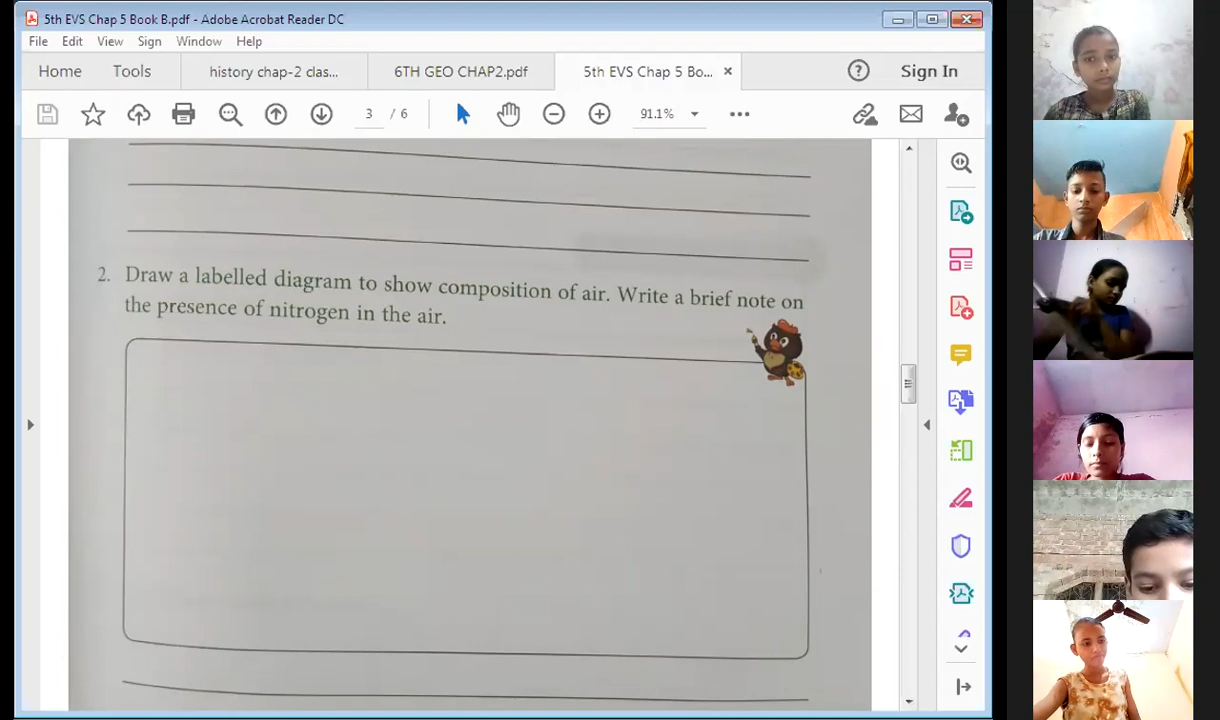 5th EVS Chap 5 Book B.pdf - Adobe Acrobat Reader DC
File Edit View Sign Window Help
Home Tools history chap-2 clas... 6TH GEO CHAP2.pdf 5th EVS Chap 5 Bo... Sign In
3 / 6 91.1%
2. Draw a labelled diagram to show composition of air. Write a brief note on
the presence of nitrogen in the air.